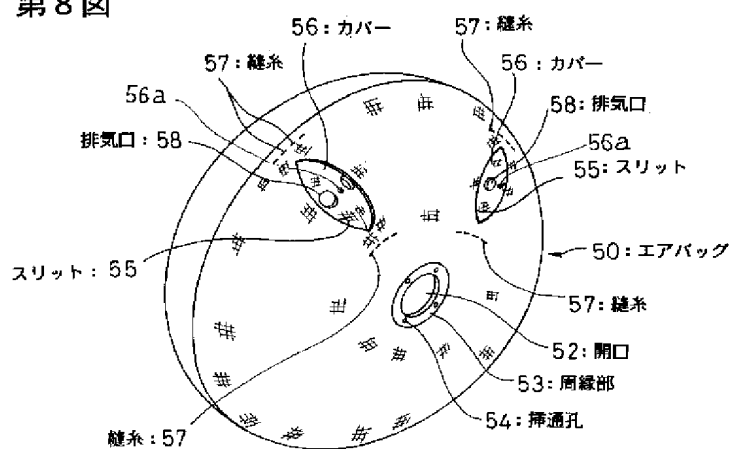 第8図
56：カバー
57：縫糸
57：縫糸
56：カバー
56a
58：排気口
排気口：58
56a
55：スリット
スリット：55
50：エアバッグ
57：縫糸
52：開口
53：周縁部
54：挿通孔
縫糸：57